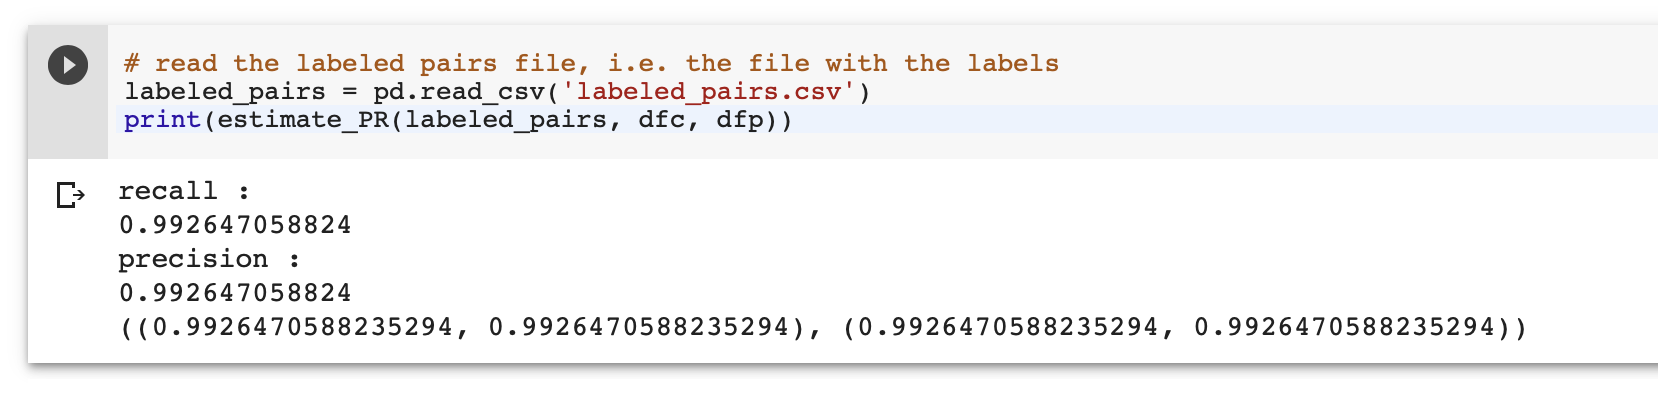 # read the labeled pairs file, i.e. the file with the labels
labeled_pairs = pd.read_csv('labeled_pairs.csv')
print(estimate_PR(labeled_pairs, dfc, dfp))
recall :
0.992647058824
precision :
0.992647058824
((0.9926470588235294, 0.9926470588235294), (0.9926470588235294, 0.9926470588235294))